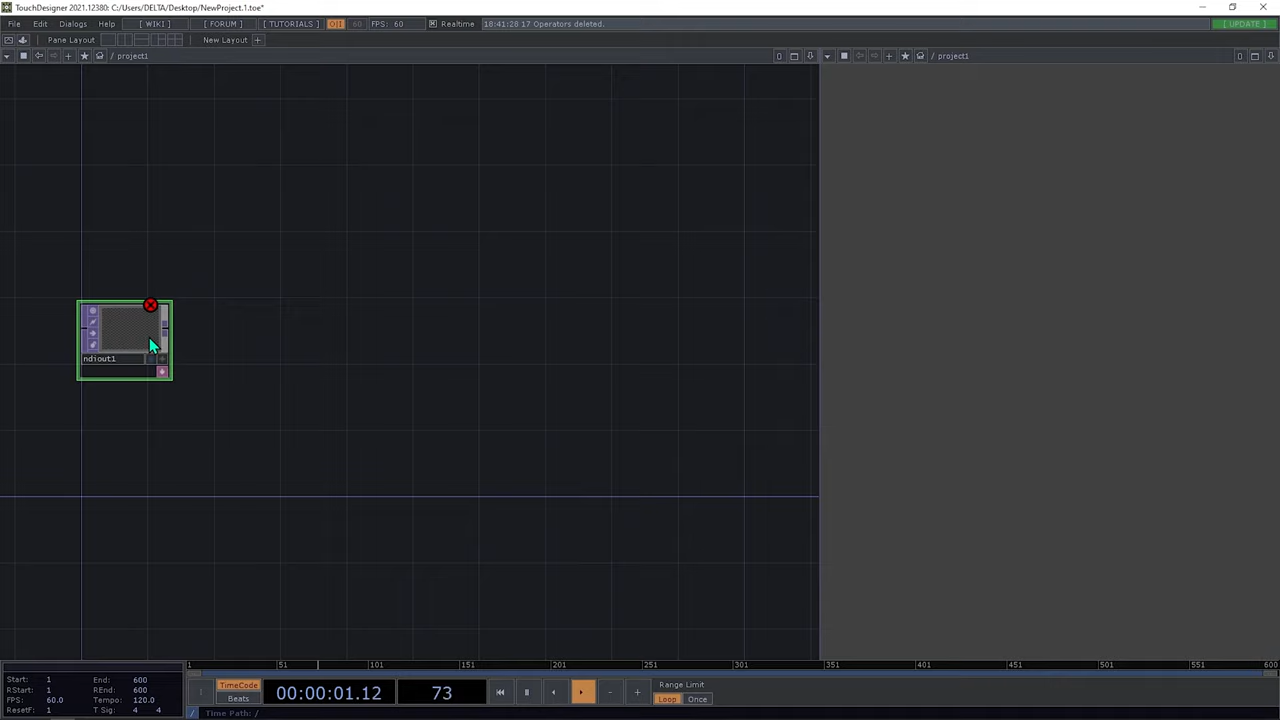 TouchDesigner 2021.12380: C:/Users/DELTA/Desktop/NewProject.1.toe*
File Edit Dialogs Help [ WIKI ] [ FORUM ] [ TUTORIALS ] O|I 60 FPS: 60 Realtime 18:41:28 17 Operators deleted. [ UPDATE ]
Pane Layout New Layout +
/ project1 0
/ project1 0
ndiout1
1 51 101 151 201 251 301 351 401 451 501 551 600
Start: 1 End: 600
RStart: 1 REnd: 600
FPS: 60.0 Tempo: 120.0
ResetF: 1 T Sig: 4 4
TimeCode
Beats
00:00:01.12
73
Range Limit
Loop Once
/ Time Path: /